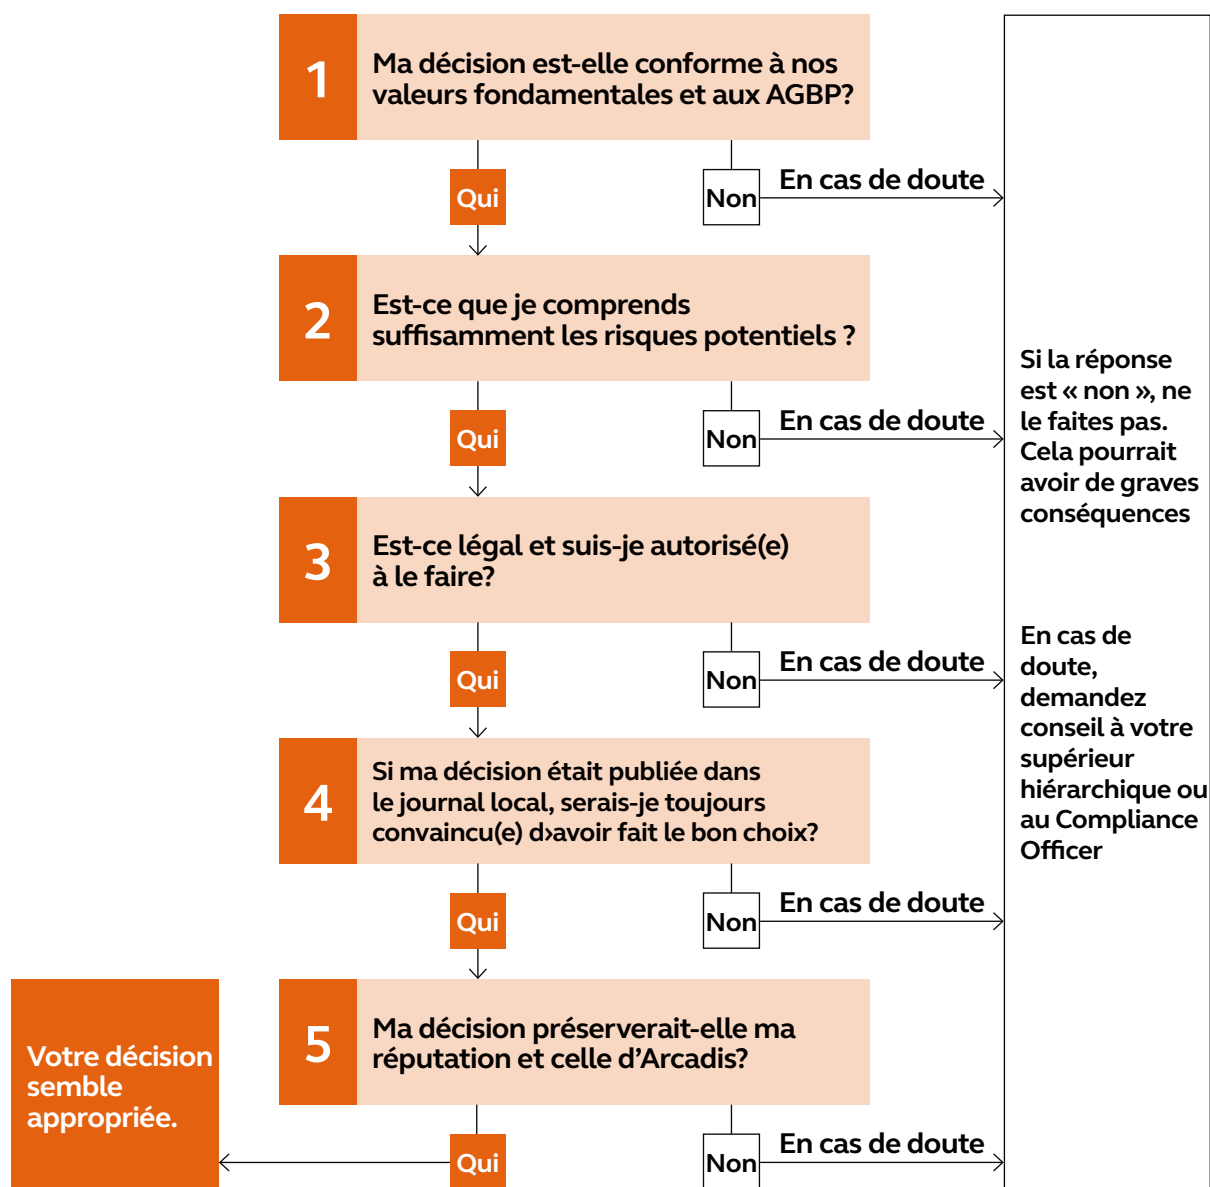 1
Ma décision est-elle conforme à nos
valeurs fondamentales et aux AGBP?
Qui
Non
En cas de doute
2
Est-ce que je comprends
suffisamment les risques potentiels ?
Qui
Non
En cas de doute
3
Est-ce légal et suis-je autorisé(e)
à le faire?
Qui
Non
En cas de doute
4
Si ma décision était publiée dans
le journal local, serais-je toujours
convaincu(e) d›avoir fait le bon choix?
Qui
Non
En cas de doute
5
Ma décision préserverait-elle ma
réputation et celle d’Arcadis?
Qui
Non
En cas de doute
Votre décision
semble
appropriée.
Si la réponse
est « non », ne
le faites pas.
Cela pourrait
avoir de graves
conséquences
En cas de
doute,
demandez
conseil à votre
supérieur
hiérarchique ou
au Compliance
Officer